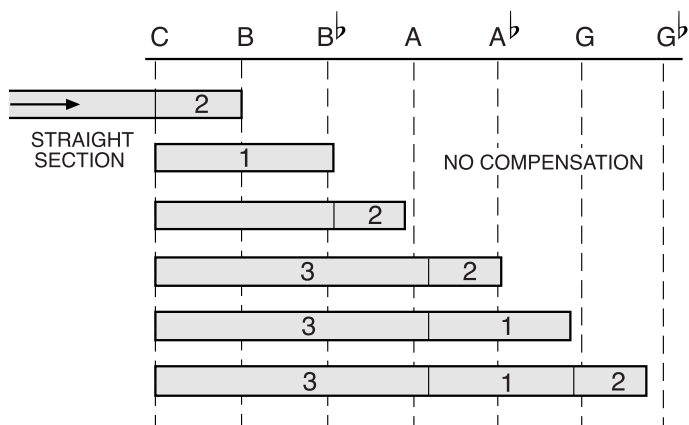 C B B♭ A A♭ G G♭
2
STRAIGHT
SECTION
1
NO COMPENSATION
2
3 2
3 1
3 1 2